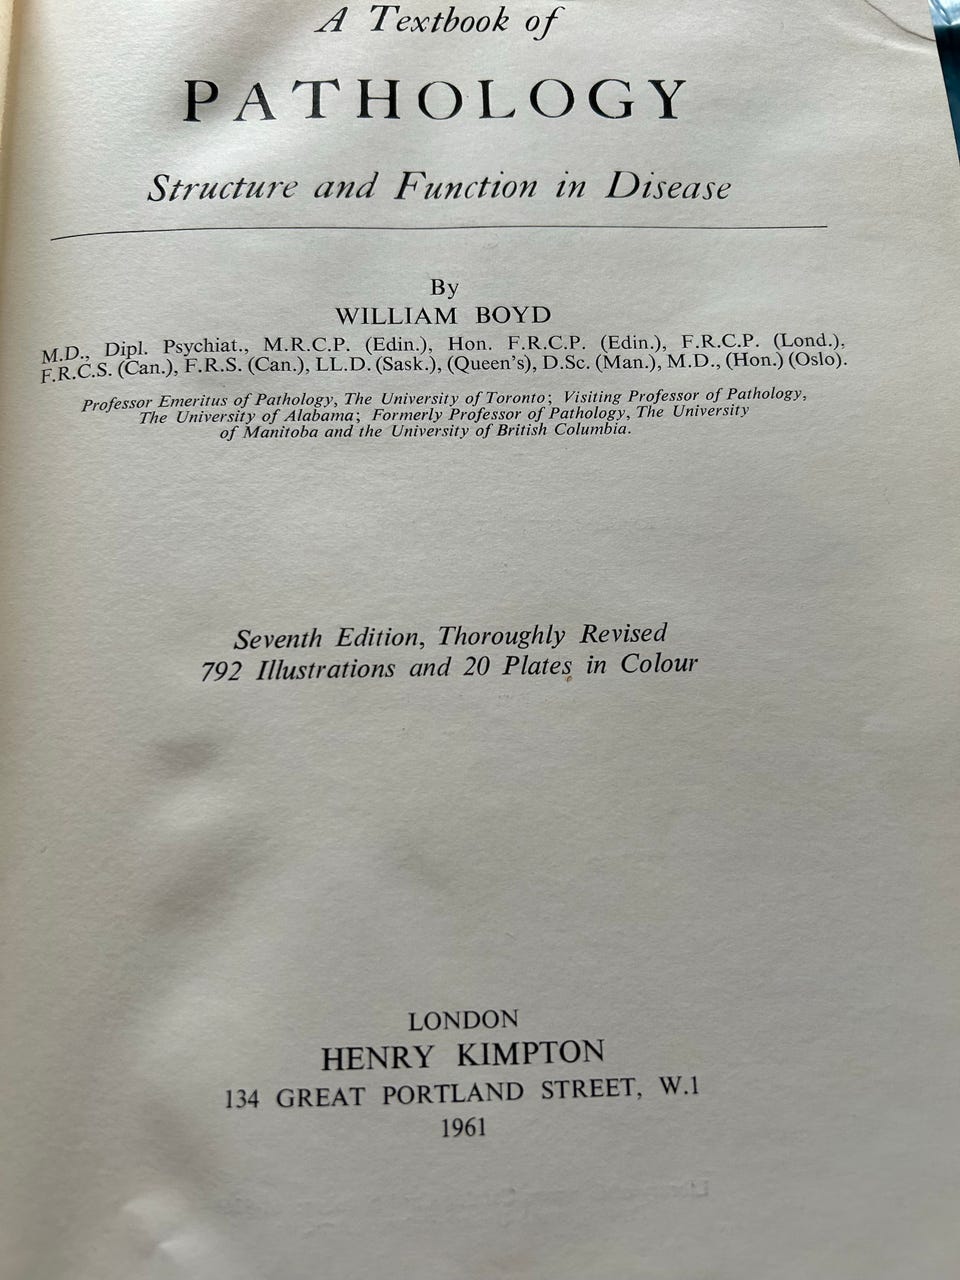 A Textbook of
PATHOLOGY
Structure and Function in Disease
By
WILLIAM BOYD
M.D., Dipl. Psychiat., M.R.C.P. (Edin.), Hon. F.R.C.P. (Edin.), F.R.C.P. (Lond.),
F.R.C.S. (Can.), F.R.S. (Can.), LL.D. (Sask.), (Queen's), D.Sc. (Man.), M.D., (Hon.) (Oslo).
Professor Emeritus of Pathology, The University of Toronto; Visiting Professor of Pathology,
The University of Alabama; Formerly Professor of Pathology, The University
of Manitoba and the University of British Columbia.
Seventh Edition, Thoroughly Revised
792 Illustrations and 20 Plates in Colour
LONDON
HENRY KIMPTON
134 GREAT PORTLAND STREET, W.1
1961